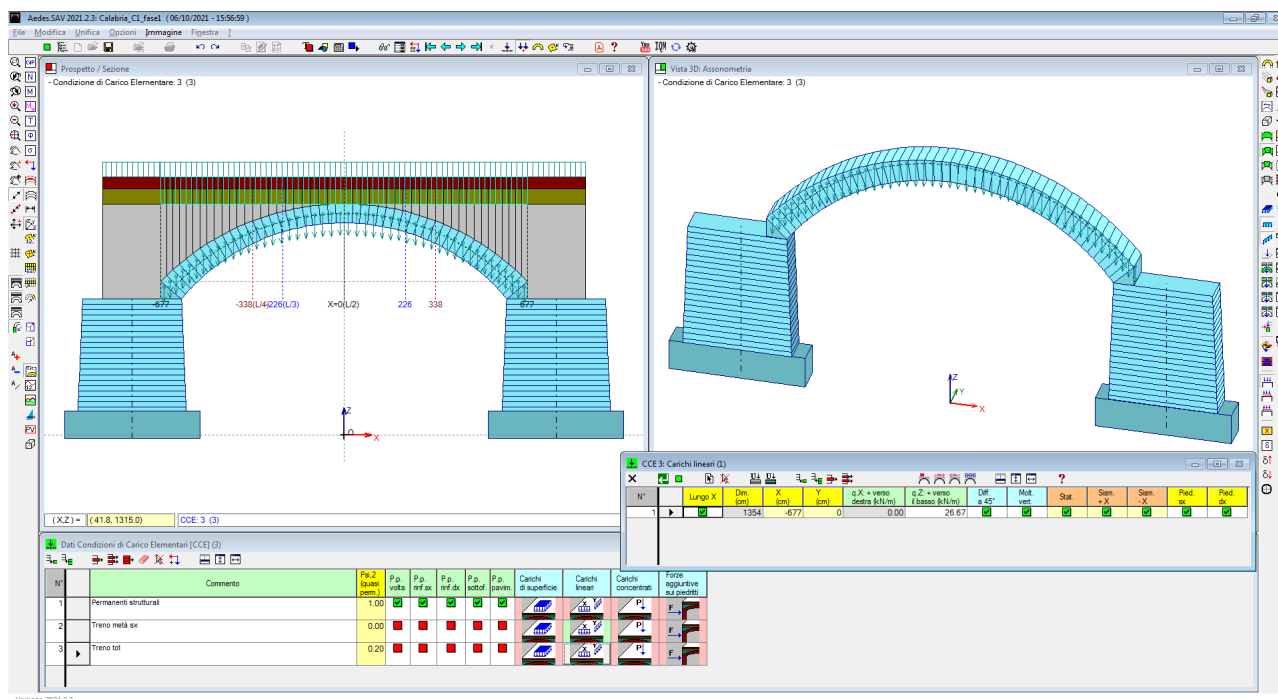 Aedes.SAV 2021.2.3: Calabria_C1_fase1 (06/10/2021 - 15:56:59)
File Modifica Unitica Opzioni Immagine Finestra ?
Prospetto / Sezione
- Condizione di Carico Elementare: 3 (3)
-677 -338(L/4) 226(L/3) X=0(L/2) 226 338 677
Z
O X
(X,Z) = (41.8, 1315.0) CCE: 3 (3)
Vista 3D: Assonometria
- Condizione di Carico Elementare: 3 (3)
Z
Y
X
CCE 3: Carichi lineari (1)
N° Lungo X Dim. (cm) X (cm) Y (cm) q.X: + verso destra (kN/m) q.Z: + verso il basso (kN/m) Diff. a 45° Molt. vert. Stat. Sism. + X Sism. - X Pied. sx Pied. dx
1 1354 -677 0 0.00 26.67
Dati Condizioni di Carico Elementari [CCE] (3)
N° Commento Psi.2 (quasi perm.) P.p. volta P.p. rinf.sx P.p. rinf.dx P.p. sottof. P.p. pavim. Carichi di superficie Carichi lineari Carichi concentrati Forze aggiuntive sui piedritti
1 Permanenti strutturali 1.00
2 Treno metà sx 0.00
3 Treno tot 0.20